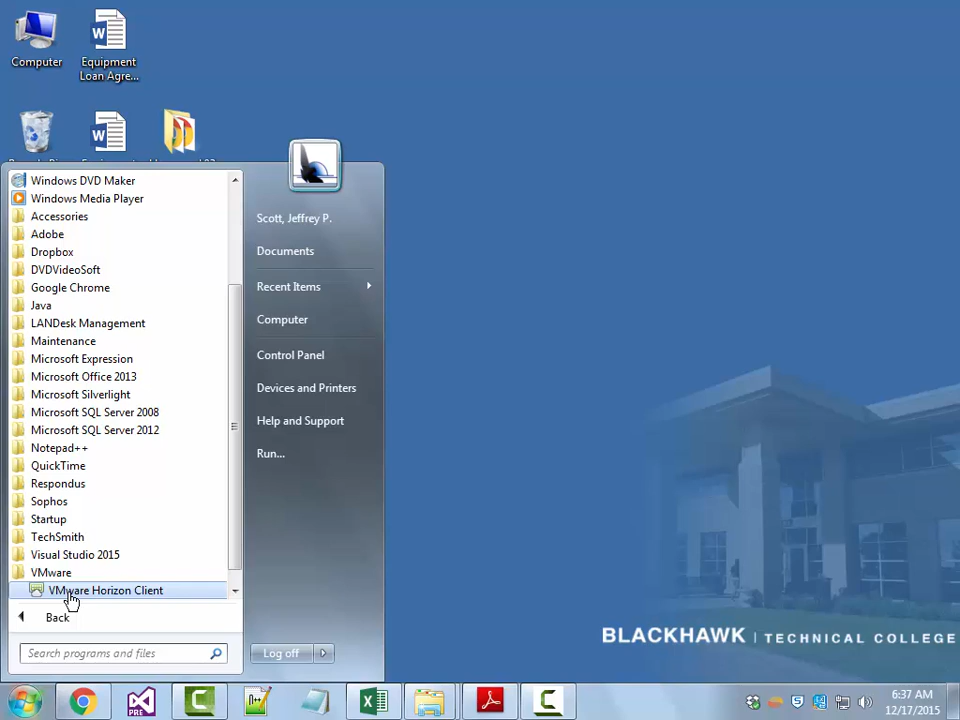 Computer
Equipment
Loan Agre...
Windows DVD Maker
Windows Media Player
Accessories
Adobe
Dropbox
DVDVideoSoft
Google Chrome
Java
LANDesk Management
Maintenance
Microsoft Expression
Microsoft Office 2013
Microsoft Silverlight
Microsoft SQL Server 2008
Microsoft SQL Server 2012
Notepad++
QuickTime
Respondus
Sophos
Startup
TechSmith
Visual Studio 2015
VMware
VMware Horizon Client
Back
Search programs and files
Scott, Jeffrey P.
Documents
Recent Items
Computer
Control Panel
Devices and Printers
Help and Support
Run...
Log off
BLACKHAWK | TECHNICAL COLLEGE
PRE
6:37 AM
12/17/2015